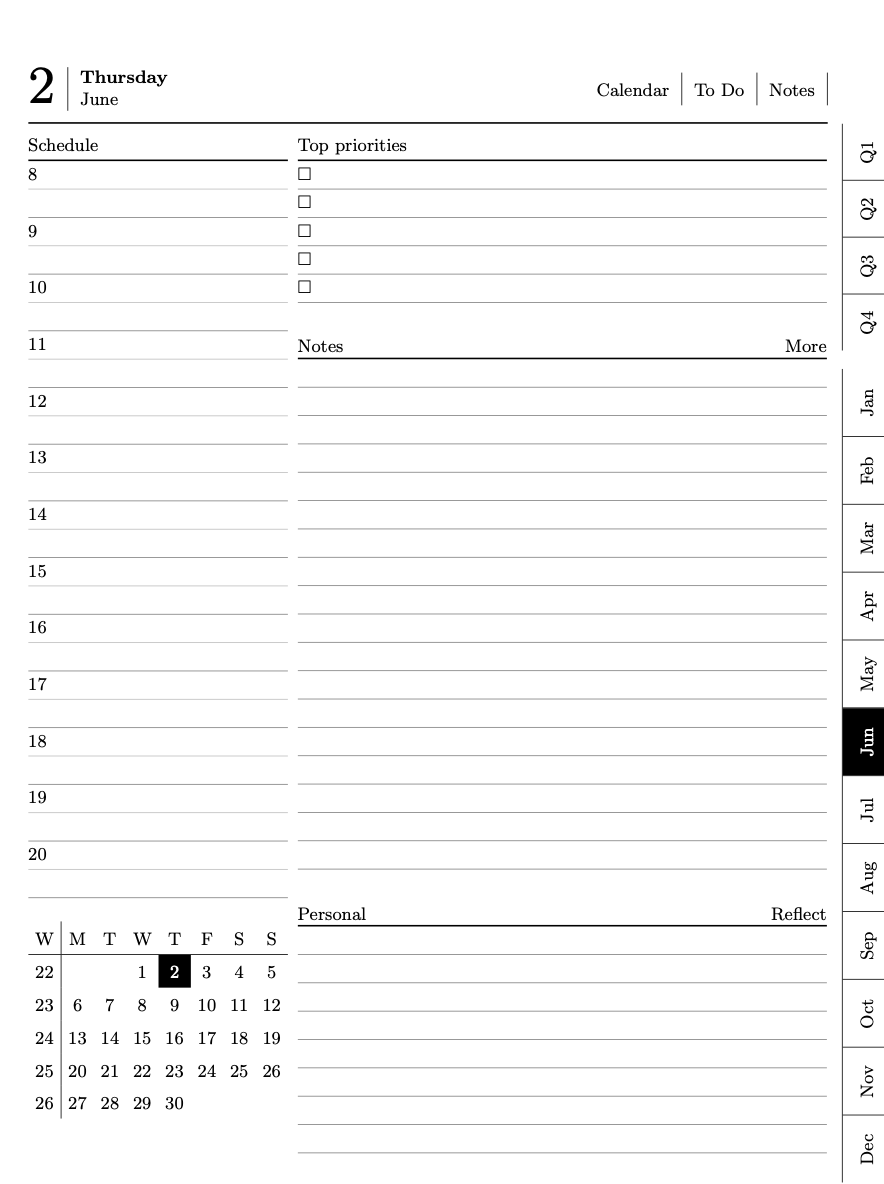 2 Thursday
June
Calendar To Do Notes
Schedule
8
9
10
11
12
13
14
15
16
17
18
19
20
Top priorities
Notes More
Personal Reflect
W M T W T F S S
22 1 2 3 4 5
23 6 7 8 9 10 11 12
24 13 14 15 16 17 18 19
25 20 21 22 23 24 25 26
26 27 28 29 30
Q1
Q2
Q3
Q4
Jan
Feb
Mar
Apr
May
Jun
Jul
Aug
Sep
Oct
Nov
Dec